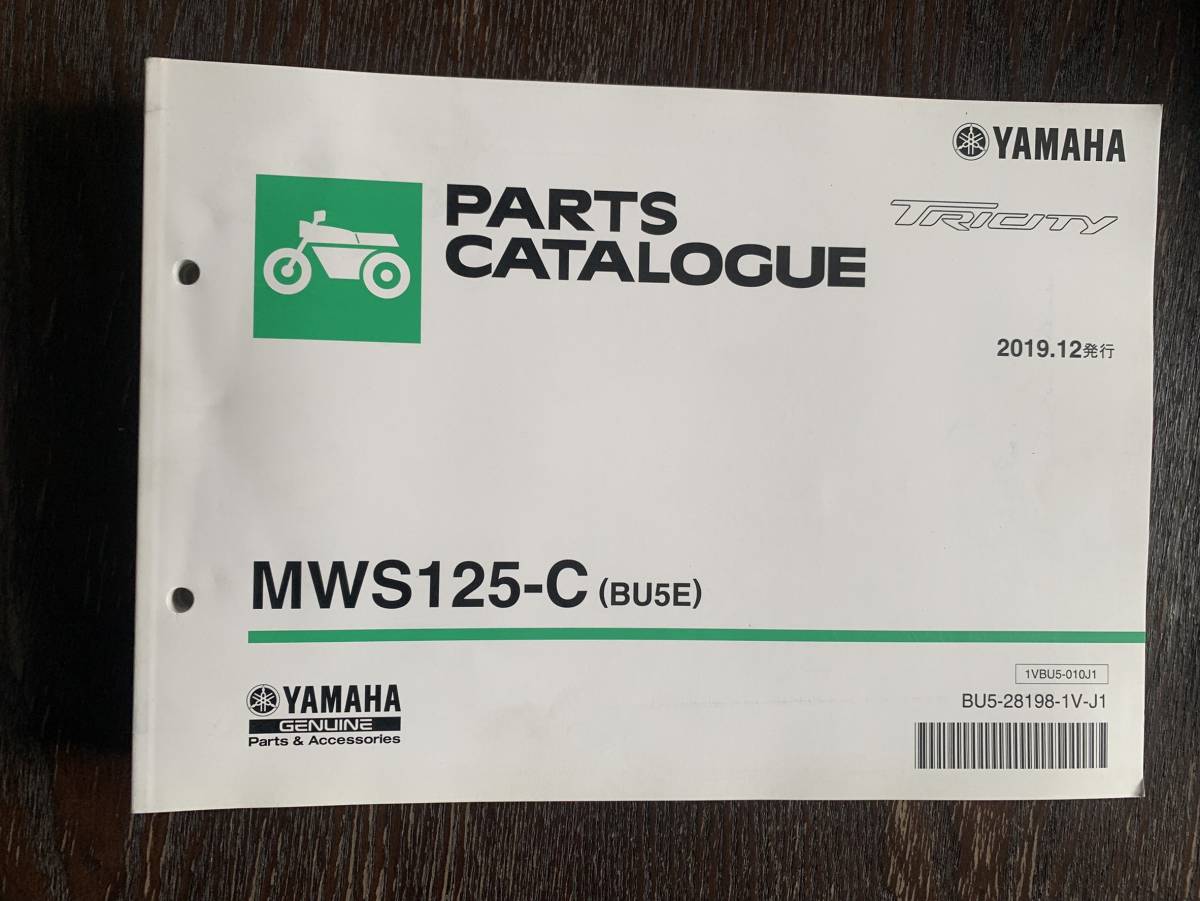 YAMAHA
TRICITY
PARTS
CATALOGUE
2019.12発行
MWS125-C (BU5E)
1VBU5-010J1
BU5-28198-1V-J1
YAMAHA
GENUINE
Parts & Accessories